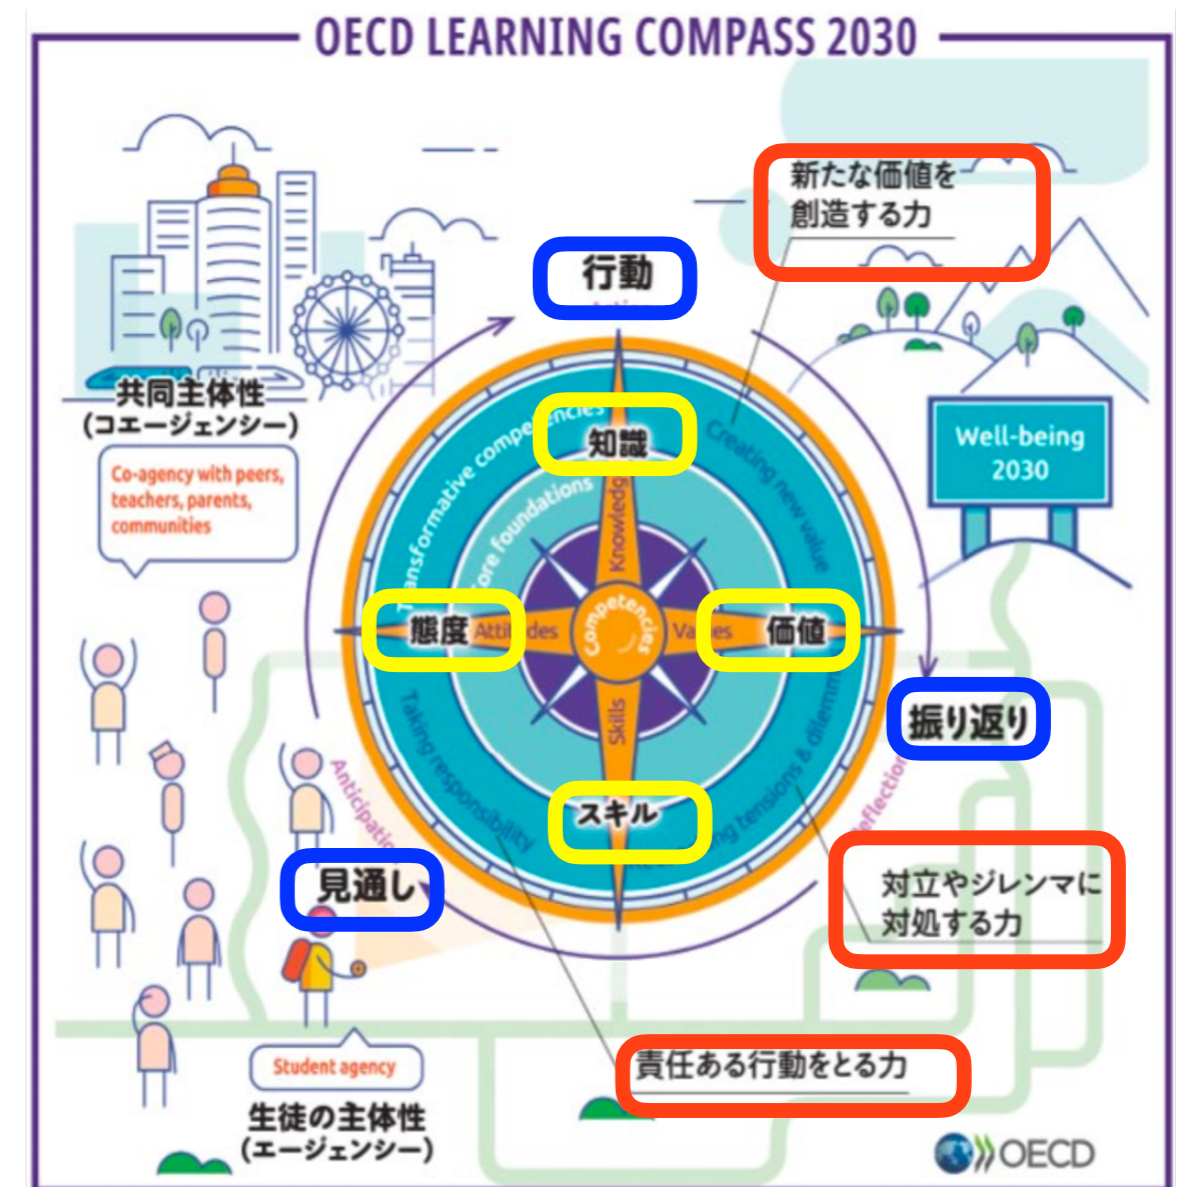 OECD LEARNING COMPASS 2030
新たな価値を
創造する力
行動
共同主体性
(コエージェンシー)
Co-agency with peers,
teachers, parents,
communities
Transformative competencies
知識
Creating new value
Well-being
2030
Core foundations
Knowledge
態度
Attitudes
Competencies
Values
価値
Skills
Taking responsibility
tensions & dilemmas
振り返り
Reflection
Anticipation
スキル
見通し
対立やジレンマに
対処する力
責任ある行動をとる力
Student agency
生徒の主体性
(エージェンシー)
OECD